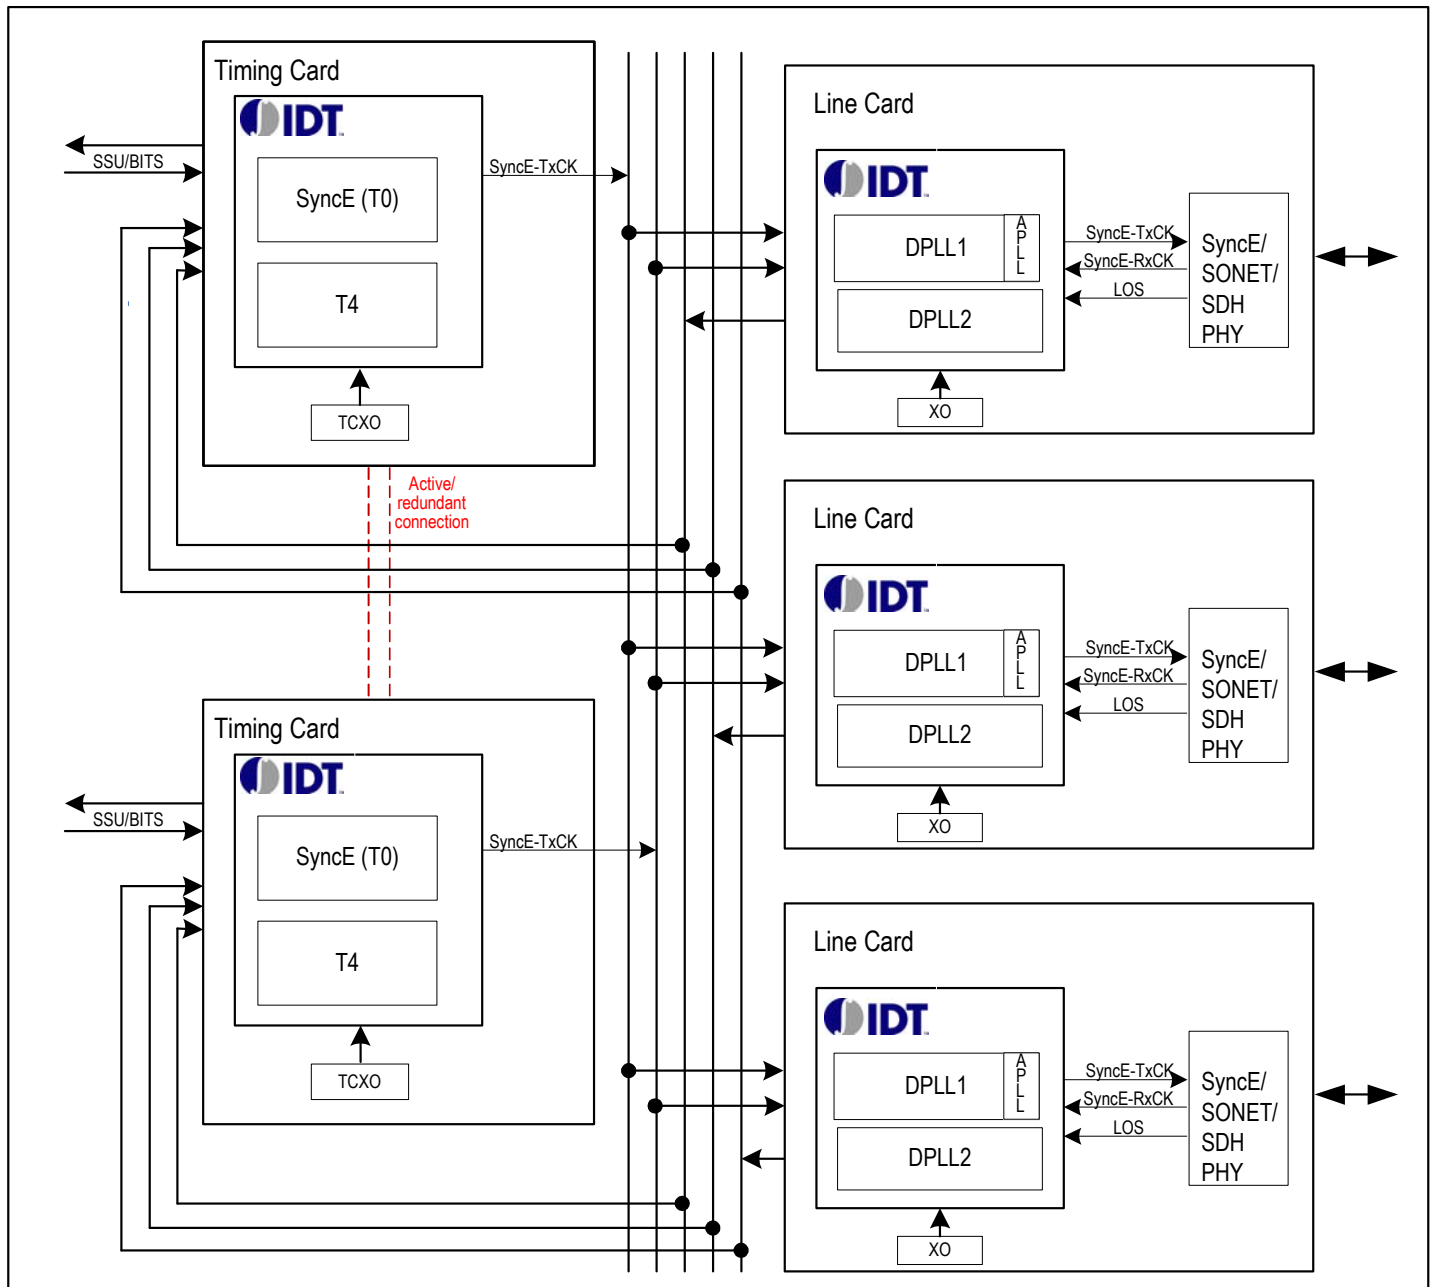 Timing Card
IDT
SSU/BITS
SyncE (T0)
SyncE-TxCK
T4
TCXO
Active/
redundant
connection
Timing Card
IDT
SSU/BITS
SyncE (T0)
SyncE-TxCK
T4
TCXO
Line Card
IDT
DPLL1
APLL
DPLL2
XO
SyncE-TxCK
SyncE-RxCK
LOS
SyncE/
SONET/
SDH
PHY
Line Card
IDT
DPLL1
APLL
DPLL2
XO
SyncE-TxCK
SyncE-RxCK
LOS
SyncE/
SONET/
SDH
PHY
Line Card
IDT
DPLL1
APLL
DPLL2
XO
SyncE-TxCK
SyncE-RxCK
LOS
SyncE/
SONET/
SDH
PHY